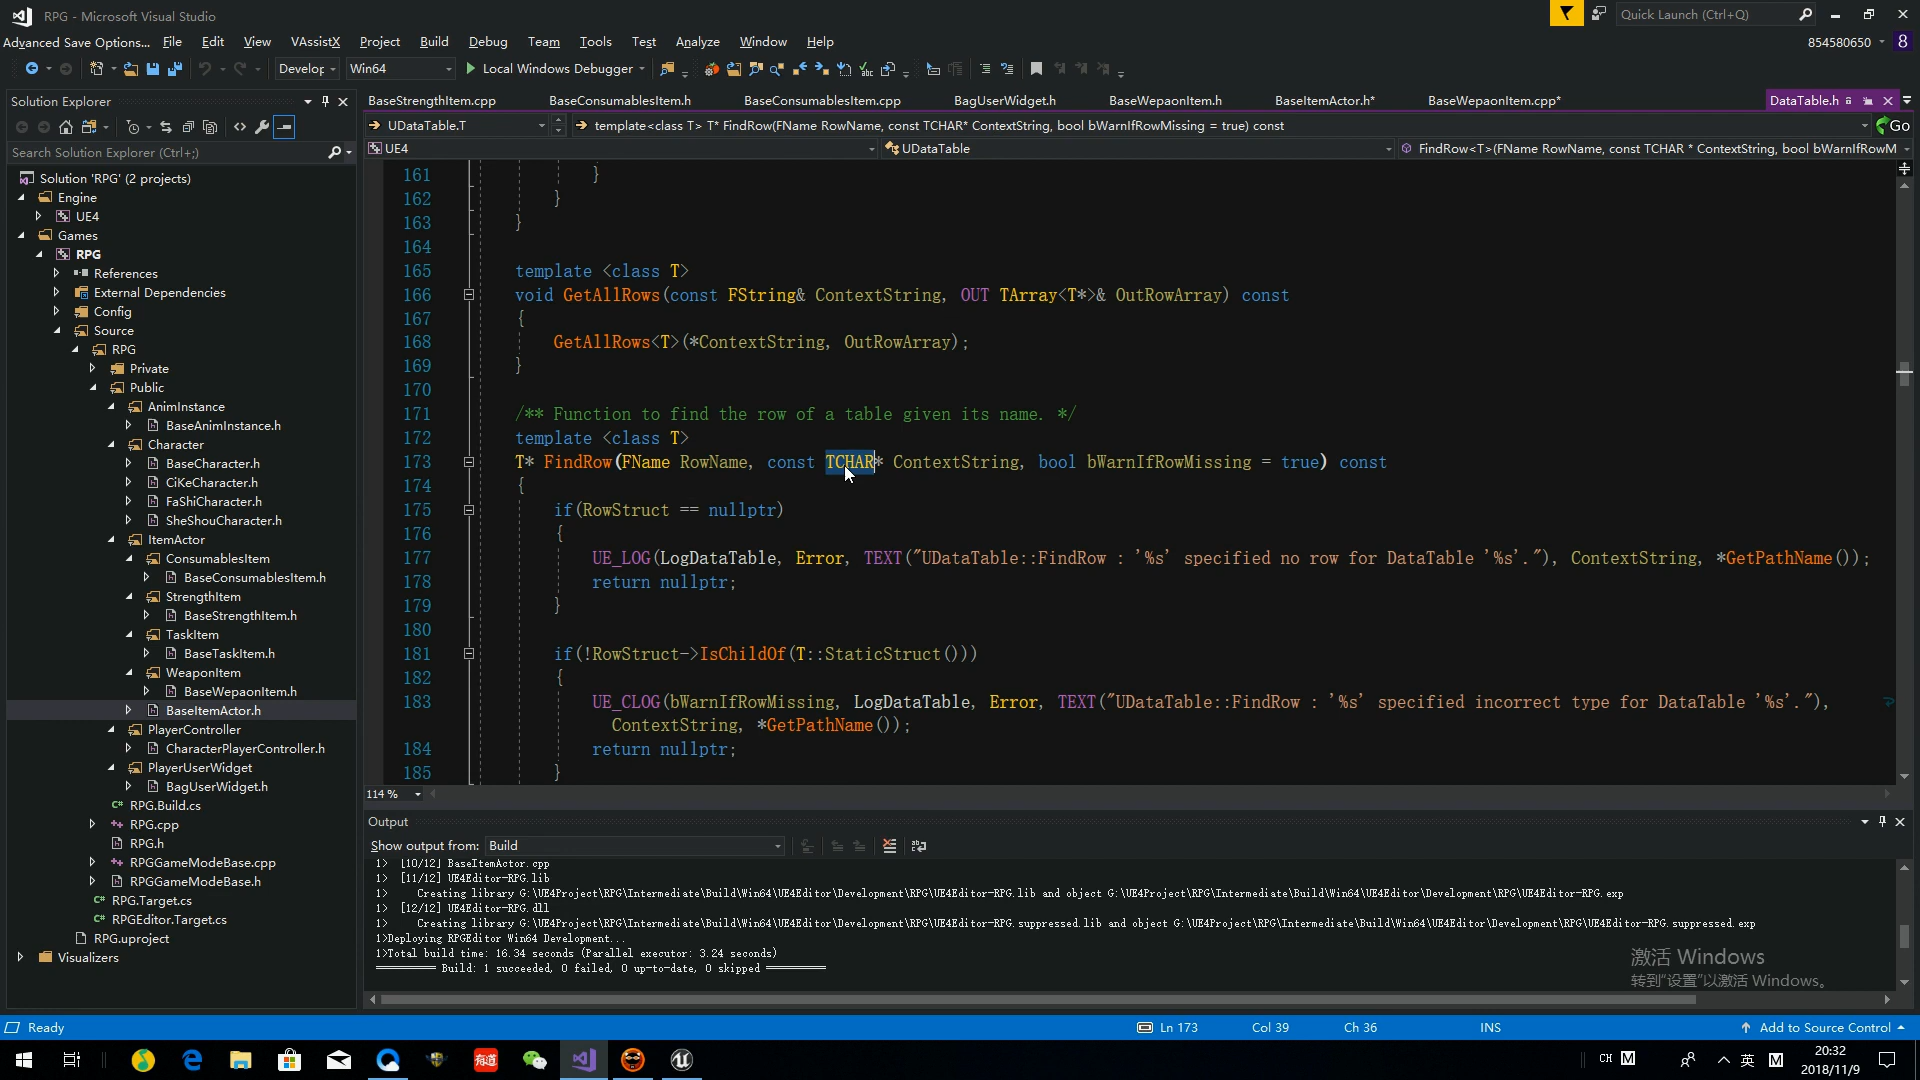 RPG - Microsoft Visual Studio
Quick Launch (Ctrl+Q)
Advanced Save Options... File Edit View VAssistX Project Build Debug Team Tools Test Analyze Window Help
854580650 8
Develop Win64 Local Windows Debugger
Solution Explorer
BaseStrengthItem.cpp BaseConsumablesItem.h BaseConsumablesItem.cpp BagUserWidget.h BaseWepaonItem.h BaseItemActor.h* BaseWepaonItem.cpp* DataTable.h
UDataTable.T template<class T> T* FindRow(FName RowName, const TCHAR* ContextString, bool bWarnIfRowMissing = true) const Go
UE4 UDataTable FindRow<T>(FName RowName, const TCHAR * ContextString, bool bWarnIfRowM
Search Solution Explorer (Ctrl+;)
Solution 'RPG' (2 projects)
Engine
UE4
Games
RPG
References
External Dependencies
Config
Source
RPG
Private
Public
AnimInstance
BaseAnimInstance.h
Character
BaseCharacter.h
CiKeCharacter.h
FaShiCharacter.h
SheShouCharacter.h
ItemActor
ConsumablesItem
BaseConsumablesItem.h
StrengthItem
BaseStrengthItem.h
TaskItem
BaseTaskItem.h
WeaponItem
BaseWepaonItem.h
BaseItemActor.h
PlayerController
CharacterPlayerController.h
PlayerUserWidget
BagUserWidget.h
RPG.Build.cs
RPG.cpp
RPG.h
RPGGameModeBase.cpp
RPGGameModeBase.h
RPG.Target.cs
RPGEditor.Target.cs
RPG.uproject
Visualizers
161 }
162 }
163 }
164
165 template <class T>
166 void GetAllRows(const FString& ContextString, OUT TArray<T*>& OutRowArray) const
167 {
168 GetAllRows<T>(*ContextString, OutRowArray);
169 }
170
171 /** Function to find the row of a table given its name. */
172 template <class T>
173 T* FindRow(FName RowName, const TCHAR* ContextString, bool bWarnIfRowMissing = true) const
174 {
175 if(RowStruct == nullptr)
176 {
177 UE_LOG(LogDataTable, Error, TEXT("UDataTable::FindRow : '%s' specified no row for DataTable '%s'."), ContextString, *GetPathName());
178 return nullptr;
179 }
180
181 if(!RowStruct->IsChildOf(T::StaticStruct()))
182 {
183 UE_CLOG(bWarnIfRowMissing, LogDataTable, Error, TEXT("UDataTable::FindRow : '%s' specified incorrect type for DataTable '%s'."),
ContextString, *GetPathName());
184 return nullptr;
185 }
114 %
Output
Show output from: Build
1> [10/12] BaseItemActor.cpp
1> [11/12] UE4Editor-RPG.lib
1> Creating library G:\UE4Project\RPG\Intermediate\Build\Win64\UE4Editor\Development\RPG\UE4Editor-RPG.lib and object G:\UE4Project\RPG\Intermediate\Build\Win64\UE4Editor\Development\RPG\UE4Editor-RPG.exp
1> [12/12] UE4Editor-RPG.dll
1> Creating library G:\UE4Project\RPG\Intermediate\Build\Win64\UE4Editor\Development\RPG\UE4Editor-RPG.suppressed.lib and object G:\UE4Project\RPG\Intermediate\Build\Win64\UE4Editor\Development\RPG\UE4Editor-RPG.suppressed.exp
1>Deploying RPGEditor Win64 Development...
1>Total build time: 16.34 seconds (Parallel executor: 3.24 seconds)
========== Build: 1 succeeded, 0 failed, 0 up-to-date, 0 skipped ==========
激活 Windows
转到"设置"以激活 Windows。
Ready Ln 173 Col 39 Ch 36 INS Add to Source Control
有道 CH M 英 M 20:32
2018/11/9